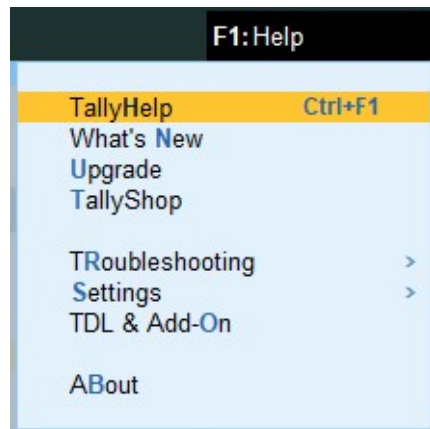 F1: Help
TallyHelp Ctrl+F1
What's New
Upgrade
TallyShop
TRoubleshooting >
Settings >
TDL & Add-On
ABout